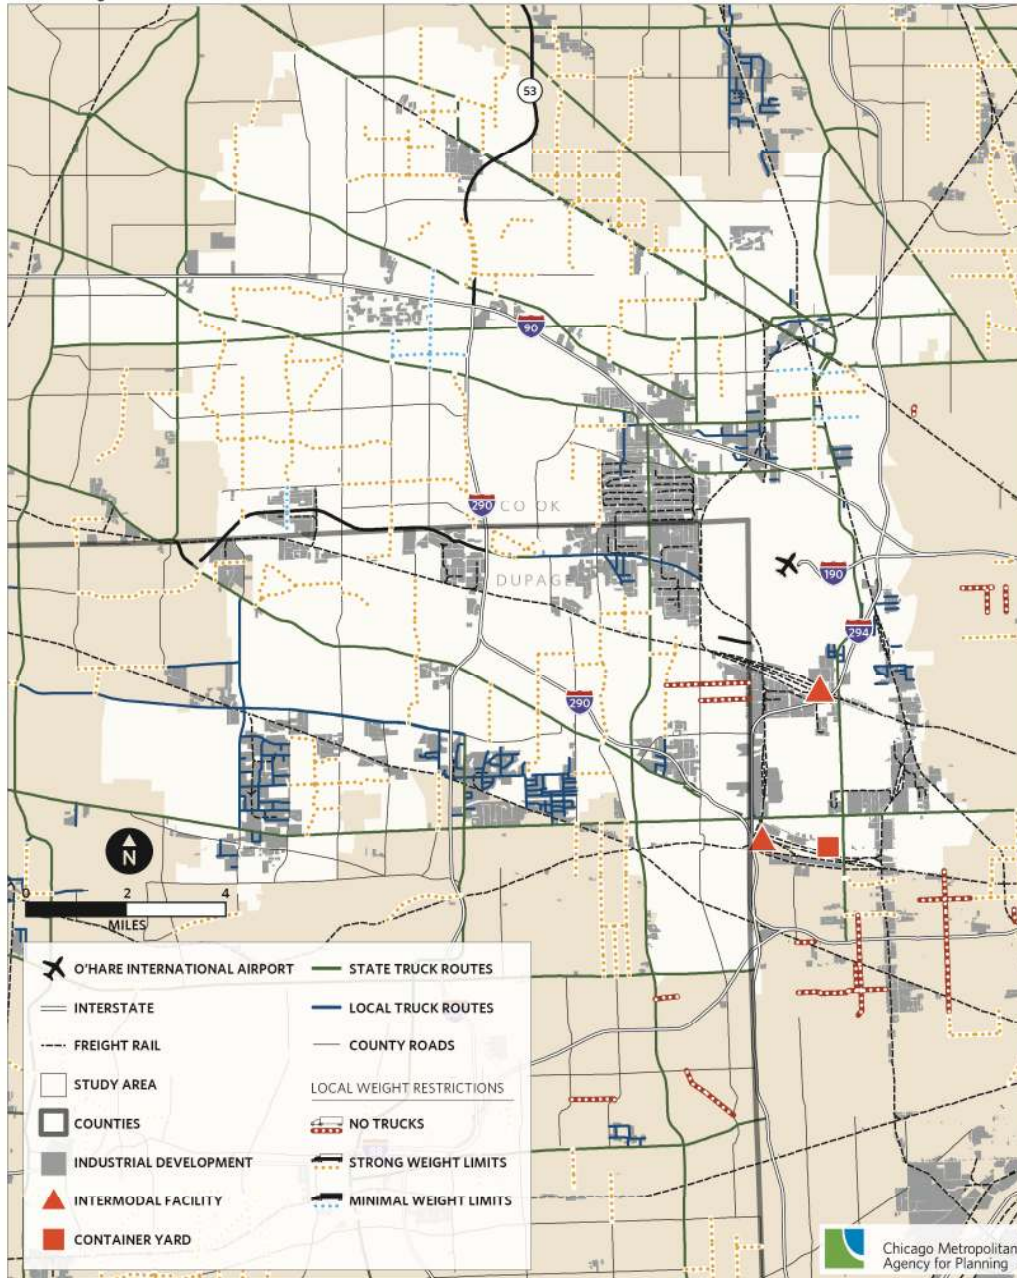 53
90
290
COOK
DUPAGE
190
294
290
N
0 2 4
MILES
O'HARE INTERNATIONAL AIRPORT
INTERSTATE
FREIGHT RAIL
STUDY AREA
COUNTIES
INDUSTRIAL DEVELOPMENT
INTERMODAL FACILITY
CONTAINER YARD
STATE TRUCK ROUTES
LOCAL TRUCK ROUTES
COUNTY ROADS
LOCAL WEIGHT RESTRICTIONS
NO TRUCKS
STRONG WEIGHT LIMITS
MINIMAL WEIGHT LIMITS
Chicago Metropolitan
Agency for Planning